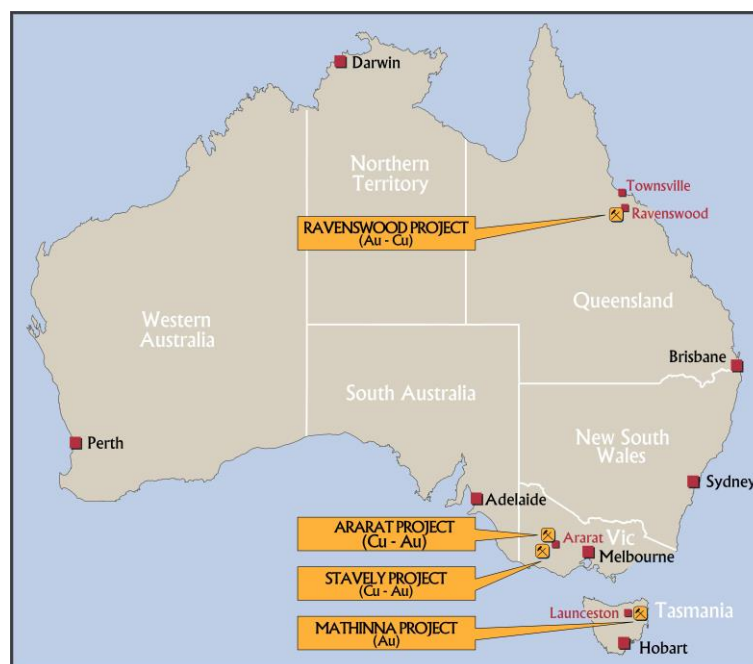 Darwin
Northern
Territory
Townsville
Ravenswood
RAVENSWOOD PROJECT
(Au - Cu)
Western
Australia
Queensland
Brisbane
South Australia
New South
Wales
Perth
Sydney
Adelaide
ARARAT PROJECT
(Cu - Au)
Ararat
Vic
Melbourne
STAVELY PROJECT
(Cu - Au)
Launceston
Tasmania
MATHINNA PROJECT
(Au)
Hobart